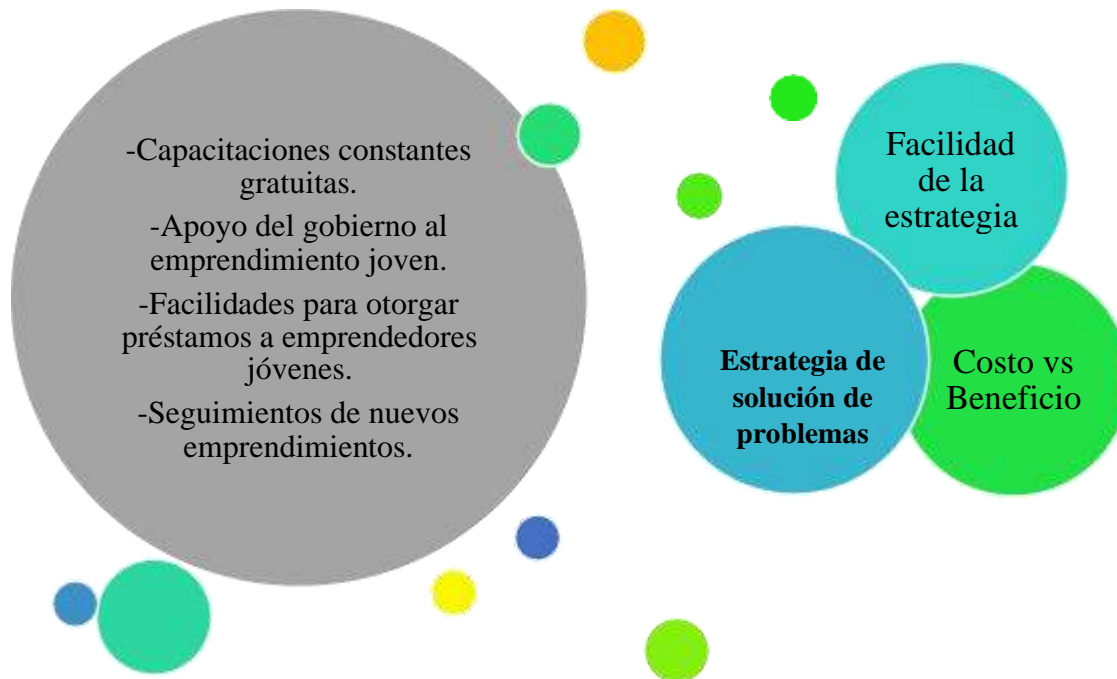 -Capacitaciones constantes
gratuitas.
-Apoyo del gobierno al
emprendimiento joven.
-Facilidades para otorgar
préstamos a emprendedores
jóvenes.
-Seguimientos de nuevos
emprendimientos.
Facilidad
de la
estrategia
Estrategia de
solución de
problemas
Costo vs
Beneficio